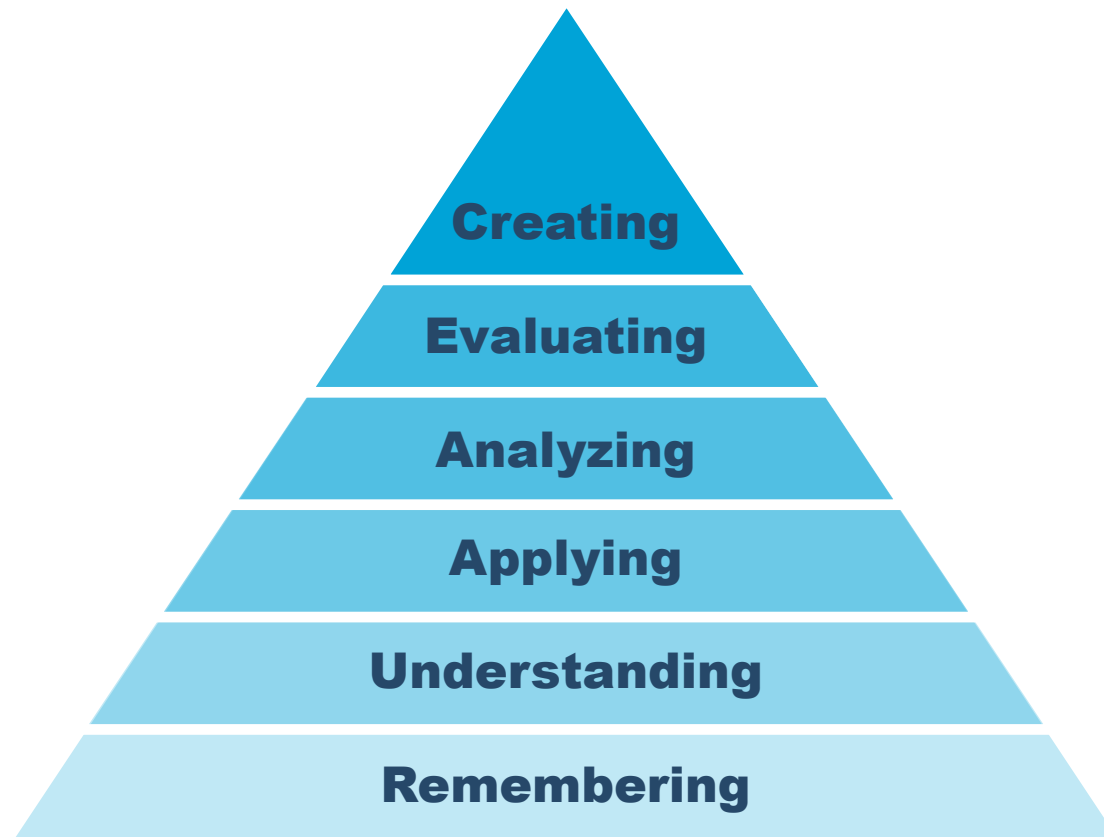 Creating
Evaluating
Analyzing
Applying
Understanding
Remembering